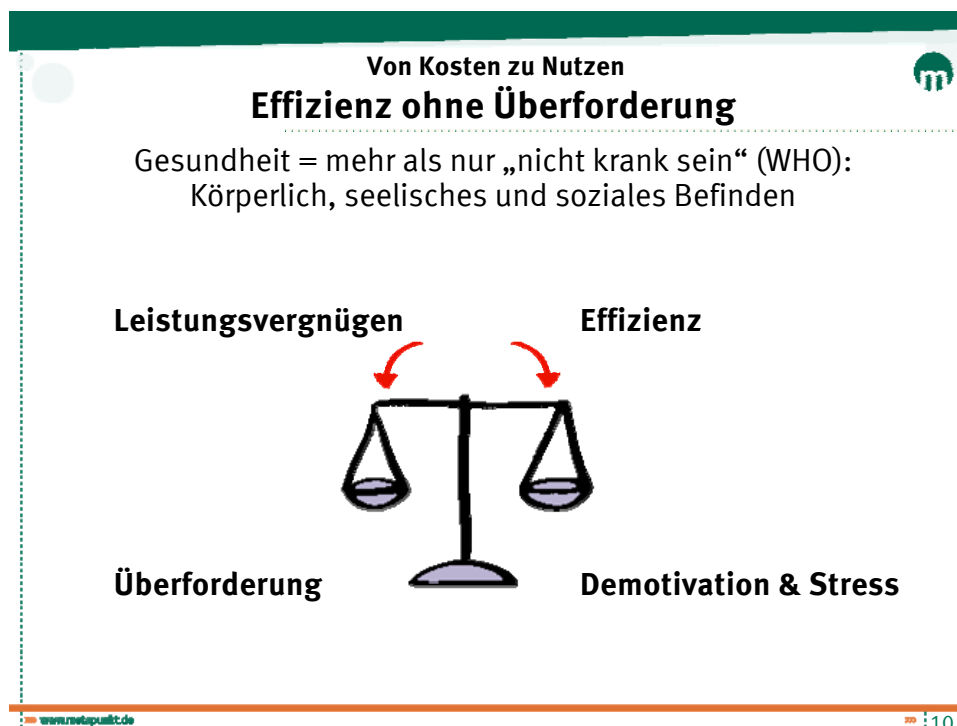 Von Kosten zu Nutzen
Effizienz ohne Überforderung
m
Gesundheit = mehr als nur „nicht krank sein“ (WHO):
Körperlich, seelisches und soziales Befinden
Leistungsvergnügen Effizienz
Überforderung Demotivation & Stress
m www.metapunkt.de m 10